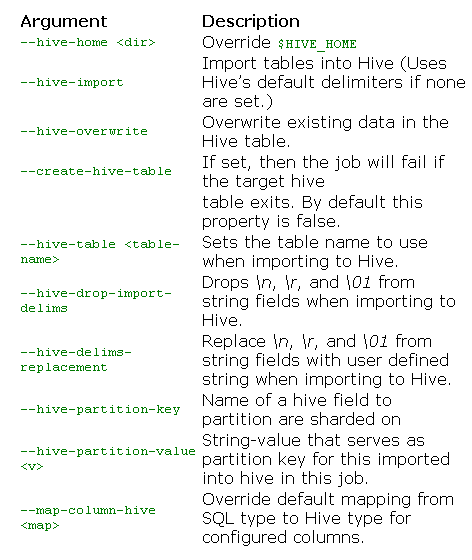 Argument Description
--hive-home <dir> Override $HIVE_HOME
--hive-import Import tables into Hive (Uses
Hive’s default delimiters if none
are set.)
--hive-overwrite Overwrite existing data in the
Hive table.
--create-hive-table If set, then the job will fail if
the target hive
table exits. By default this
property is false.
--hive-table <table-
name> Sets the table name to use
when importing to Hive.
--hive-drop-import-
delims Drops \n, \r, and \01 from
string fields when importing to
Hive.
--hive-delims-
replacement Replace \n, \r, and \01 from
string fields with user defined
string when importing to Hive.
--hive-partition-key Name of a hive field to
partition are sharded on
--hive-partition-value
<v> String-value that serves as
partition key for this imported
into hive in this job.
--map-column-hive
<map> Override default mapping from
SQL type to Hive type for
configured columns.